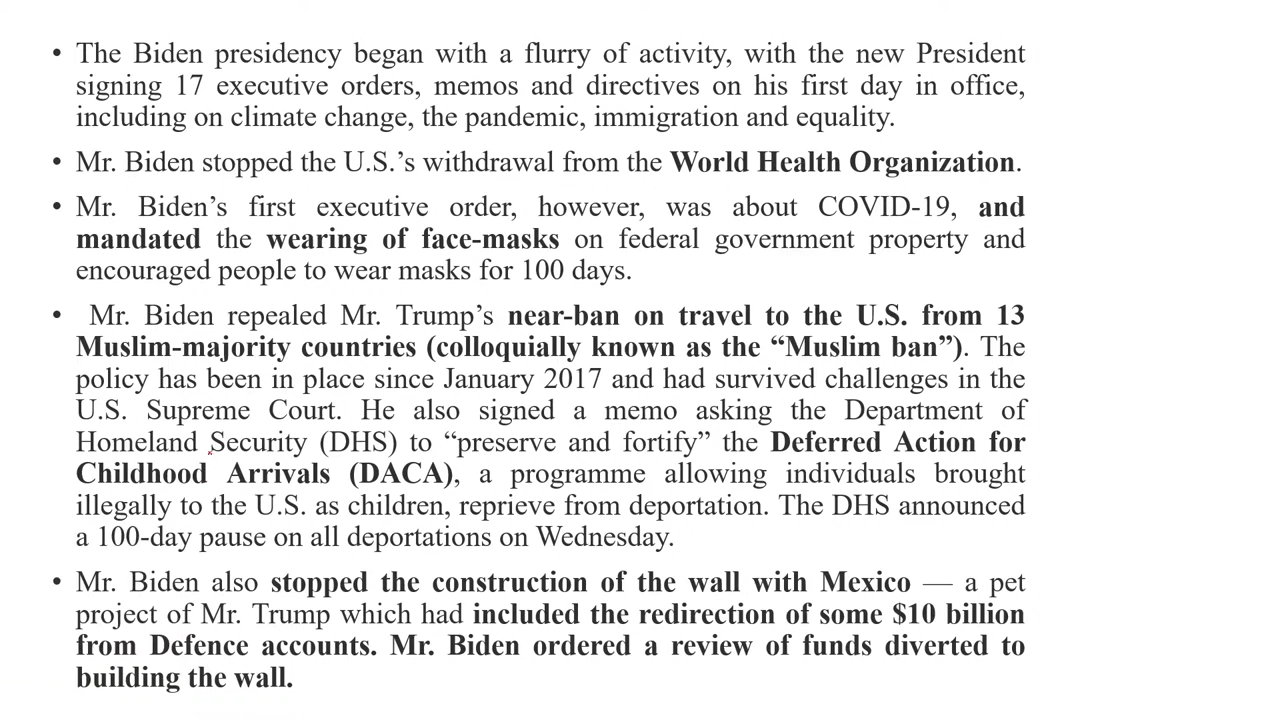 • The Biden presidency began with a flurry of activity, with the new President
signing 17 executive orders, memos and directives on his first day in office,
including on climate change, the pandemic, immigration and equality.
• Mr. Biden stopped the U.S.’s withdrawal from the World Health Organization.
• Mr. Biden’s first executive order, however, was about COVID-19, and
mandated the wearing of face-masks on federal government property and
encouraged people to wear masks for 100 days.
• Mr. Biden repealed Mr. Trump’s near-ban on travel to the U.S. from 13
Muslim-majority countries (colloquially known as the “Muslim ban”). The
policy has been in place since January 2017 and had survived challenges in the
U.S. Supreme Court. He also signed a memo asking the Department of
Homeland Security (DHS) to “preserve and fortify” the Deferred Action for
Childhood Arrivals (DACA), a programme allowing individuals brought
illegally to the U.S. as children, reprieve from deportation. The DHS announced
a 100-day pause on all deportations on Wednesday.
• Mr. Biden also stopped the construction of the wall with Mexico — a pet
project of Mr. Trump which had included the redirection of some $10 billion
from Defence accounts. Mr. Biden ordered a review of funds diverted to
building the wall.